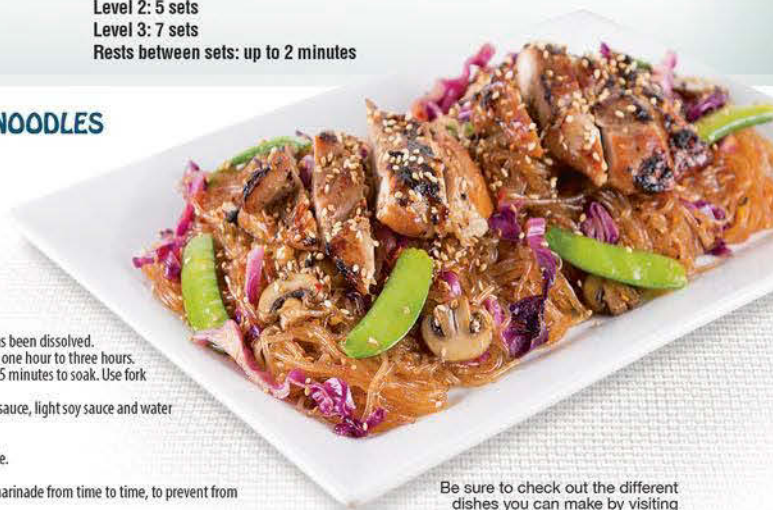 Level 2: 5 sets
Level 3: 7 sets
Rests between sets: up to 2 minutes
NOODLES
been dissolved.
one hour to three hours.
5 minutes to soak. Use fork
sauce, light soy sauce and water
marinade from time to time, to prevent from
Be sure to check out the different
dishes you can make by visiting